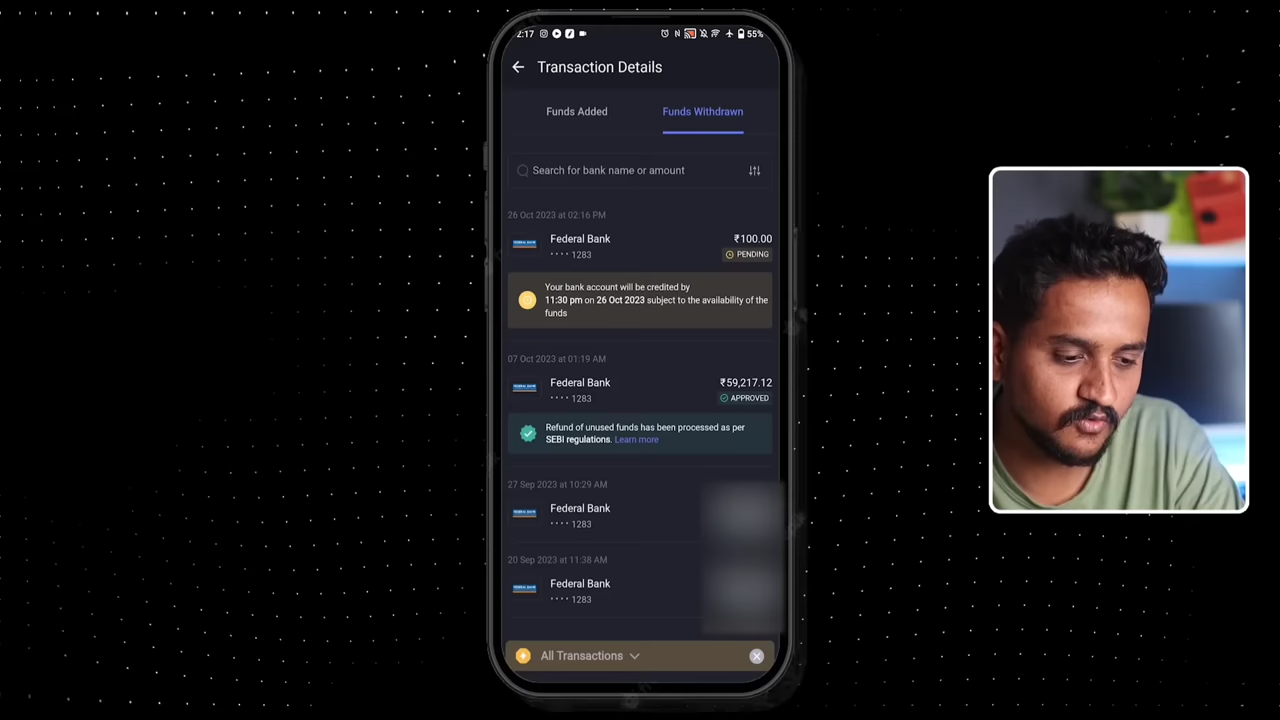 2:17 55%
Transaction Details
Funds Added Funds Withdrawn
Search for bank name or amount
26 Oct 2023 at 02:16 PM
Federal Bank ₹100.00
•••• 1283 PENDING
Your bank account will be credited by
11:30 pm on 26 Oct 2023 subject to the availability of the
funds
07 Oct 2023 at 01:19 AM
Federal Bank ₹59,217.12
•••• 1283 APPROVED
Refund of unused funds has been processed as per
SEBI regulations. Learn more
27 Sep 2023 at 10:29 AM
Federal Bank
•••• 1283
20 Sep 2023 at 11:38 AM
Federal Bank
•••• 1283
All Transactions